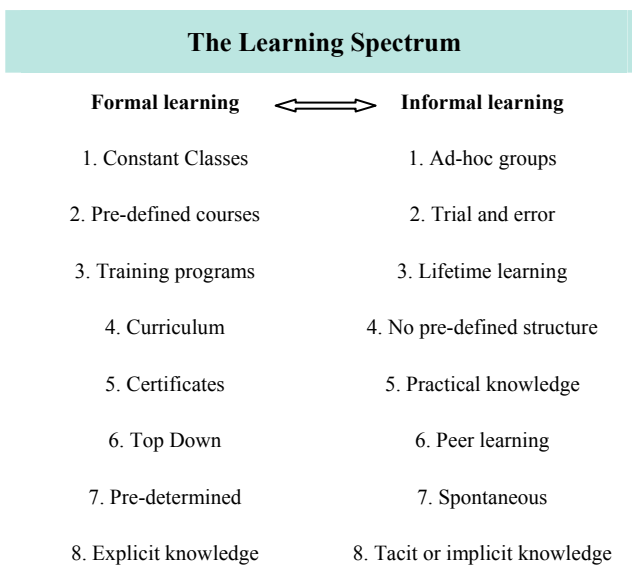 The Learning Spectrum
Formal learning Informal learning
1. Constant Classes 1. Ad-hoc groups
2. Pre-defined courses 2. Trial and error
3. Training programs 3. Lifetime learning
4. Curriculum 4. No pre-defined structure
5. Certificates 5. Practical knowledge
6. Top Down 6. Peer learning
7. Pre-determined 7. Spontaneous
8. Explicit knowledge 8. Tacit or implicit knowledge